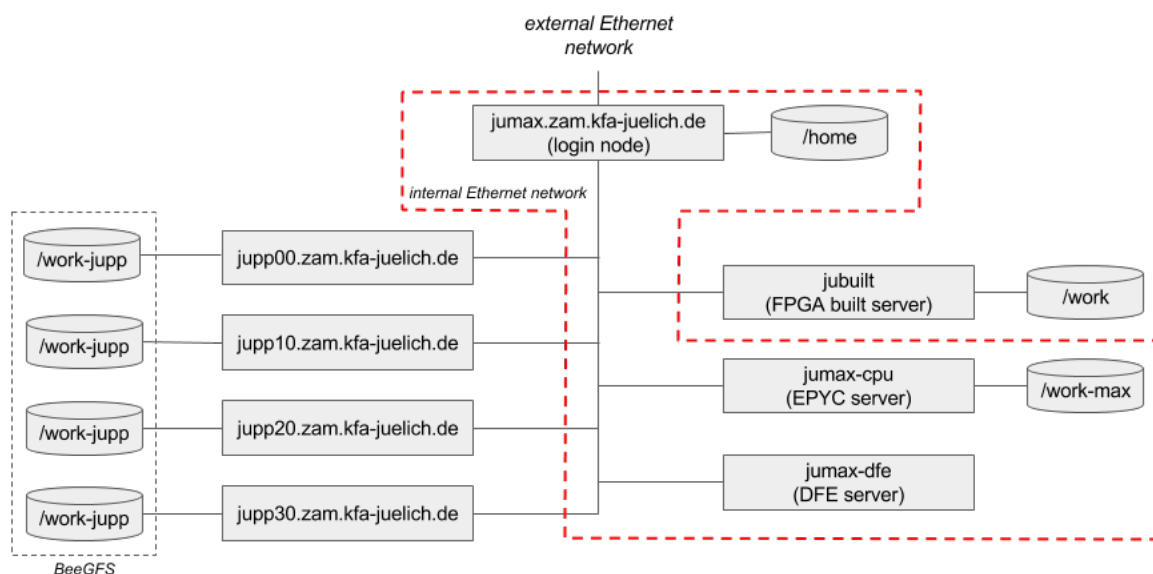 external Ethernet
network
jumax.zam.kfa-juelich.de
(login node)
/home
internal Ethernet network
/work-jupp
jupp00.zam.kfa-juelich.de
jubuilt
(FPGA built server)
/work
/work-jupp
jupp10.zam.kfa-juelich.de
jumax-cpu
(EPYC server)
/work-max
/work-jupp
jupp20.zam.kfa-juelich.de
jumax-dfe
(DFE server)
/work-jupp
jupp30.zam.kfa-juelich.de
BeeGFS